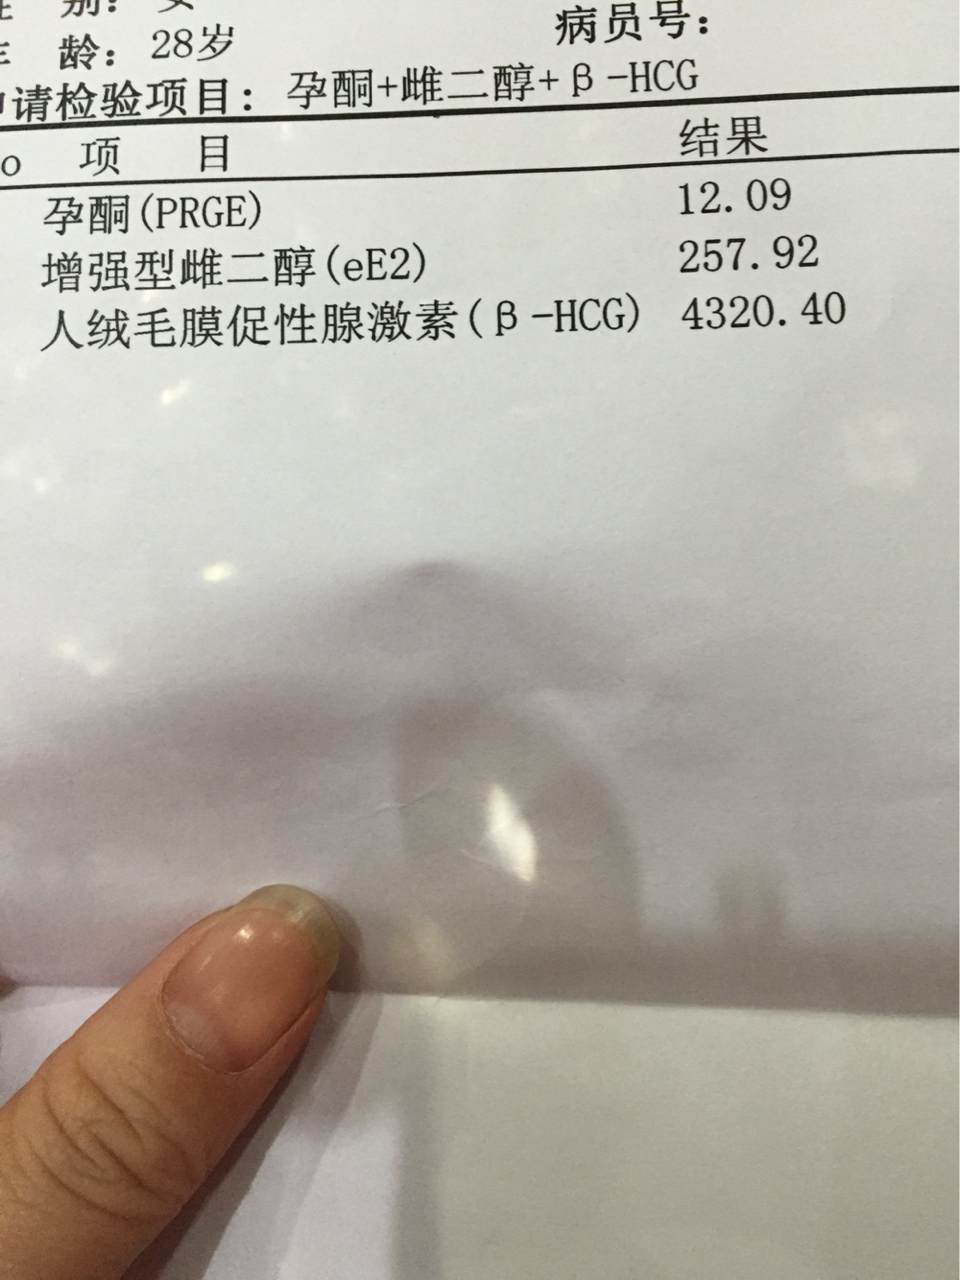 别：女
龄：28岁
病员号：
请检验项目：孕酮+雌二醇+β-HCG
o 项 目 结果
孕酮(PRGE) 12.09
增强型雌二醇(eE2) 257.92
人绒毛膜促性腺激素(β-HCG) 4320.40